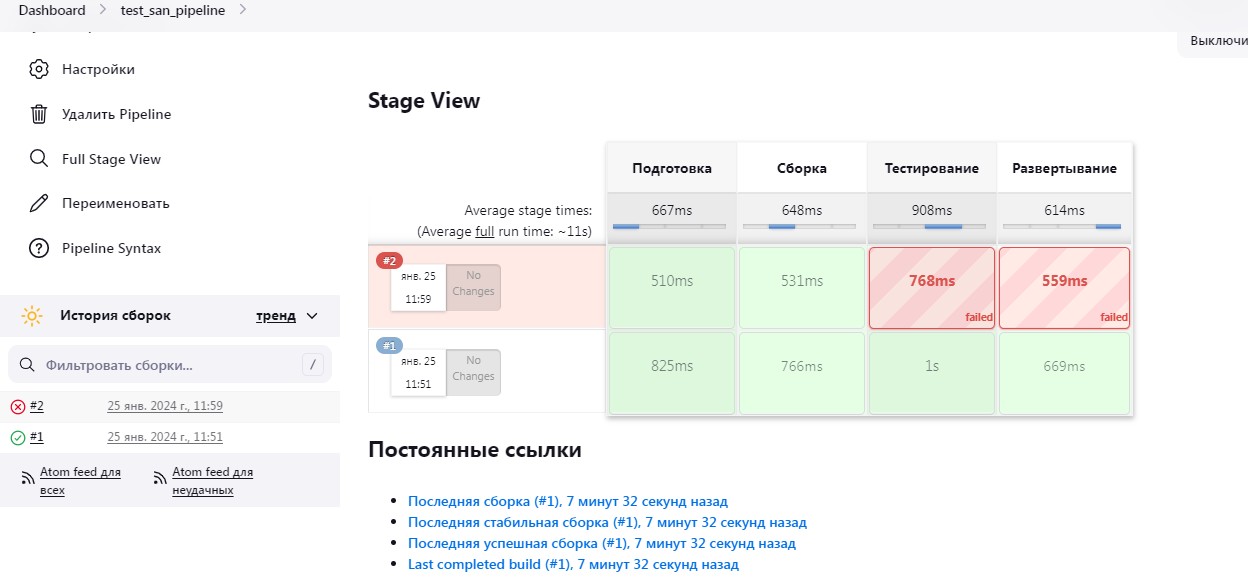 Dashboard
test_san_pipeline
Выключи
Настройки
Удалить Pipeline
Full Stage View
Переименовать
Pipeline Syntax
История сборок
тренд
Фильтровать сборки...
/
#2
25 янв. 2024 г., 11:59
#1
25 янв. 2024 г., 11:51
Atom feed для
всех
Atom feed для
неудачных
Stage View
Подготовка
Сборка
Тестирование
Развертывание
Average stage times:
(Average full run time: ~11s)
667ms
648ms
908ms
614ms
#2
янв. 25
11:59
No
Changes
510ms
531ms
768ms
failed
559ms
failed
#1
янв. 25
11:51
No
Changes
825ms
766ms
1s
669ms
Постоянные ссылки
Последняя сборка (#1), 7 минут 32 секунд назад
Последняя стабильная сборка (#1), 7 минут 32 секунд назад
Последняя успешная сборка (#1), 7 минут 32 секунд назад
Last completed build (#1), 7 минут 32 секунд назад